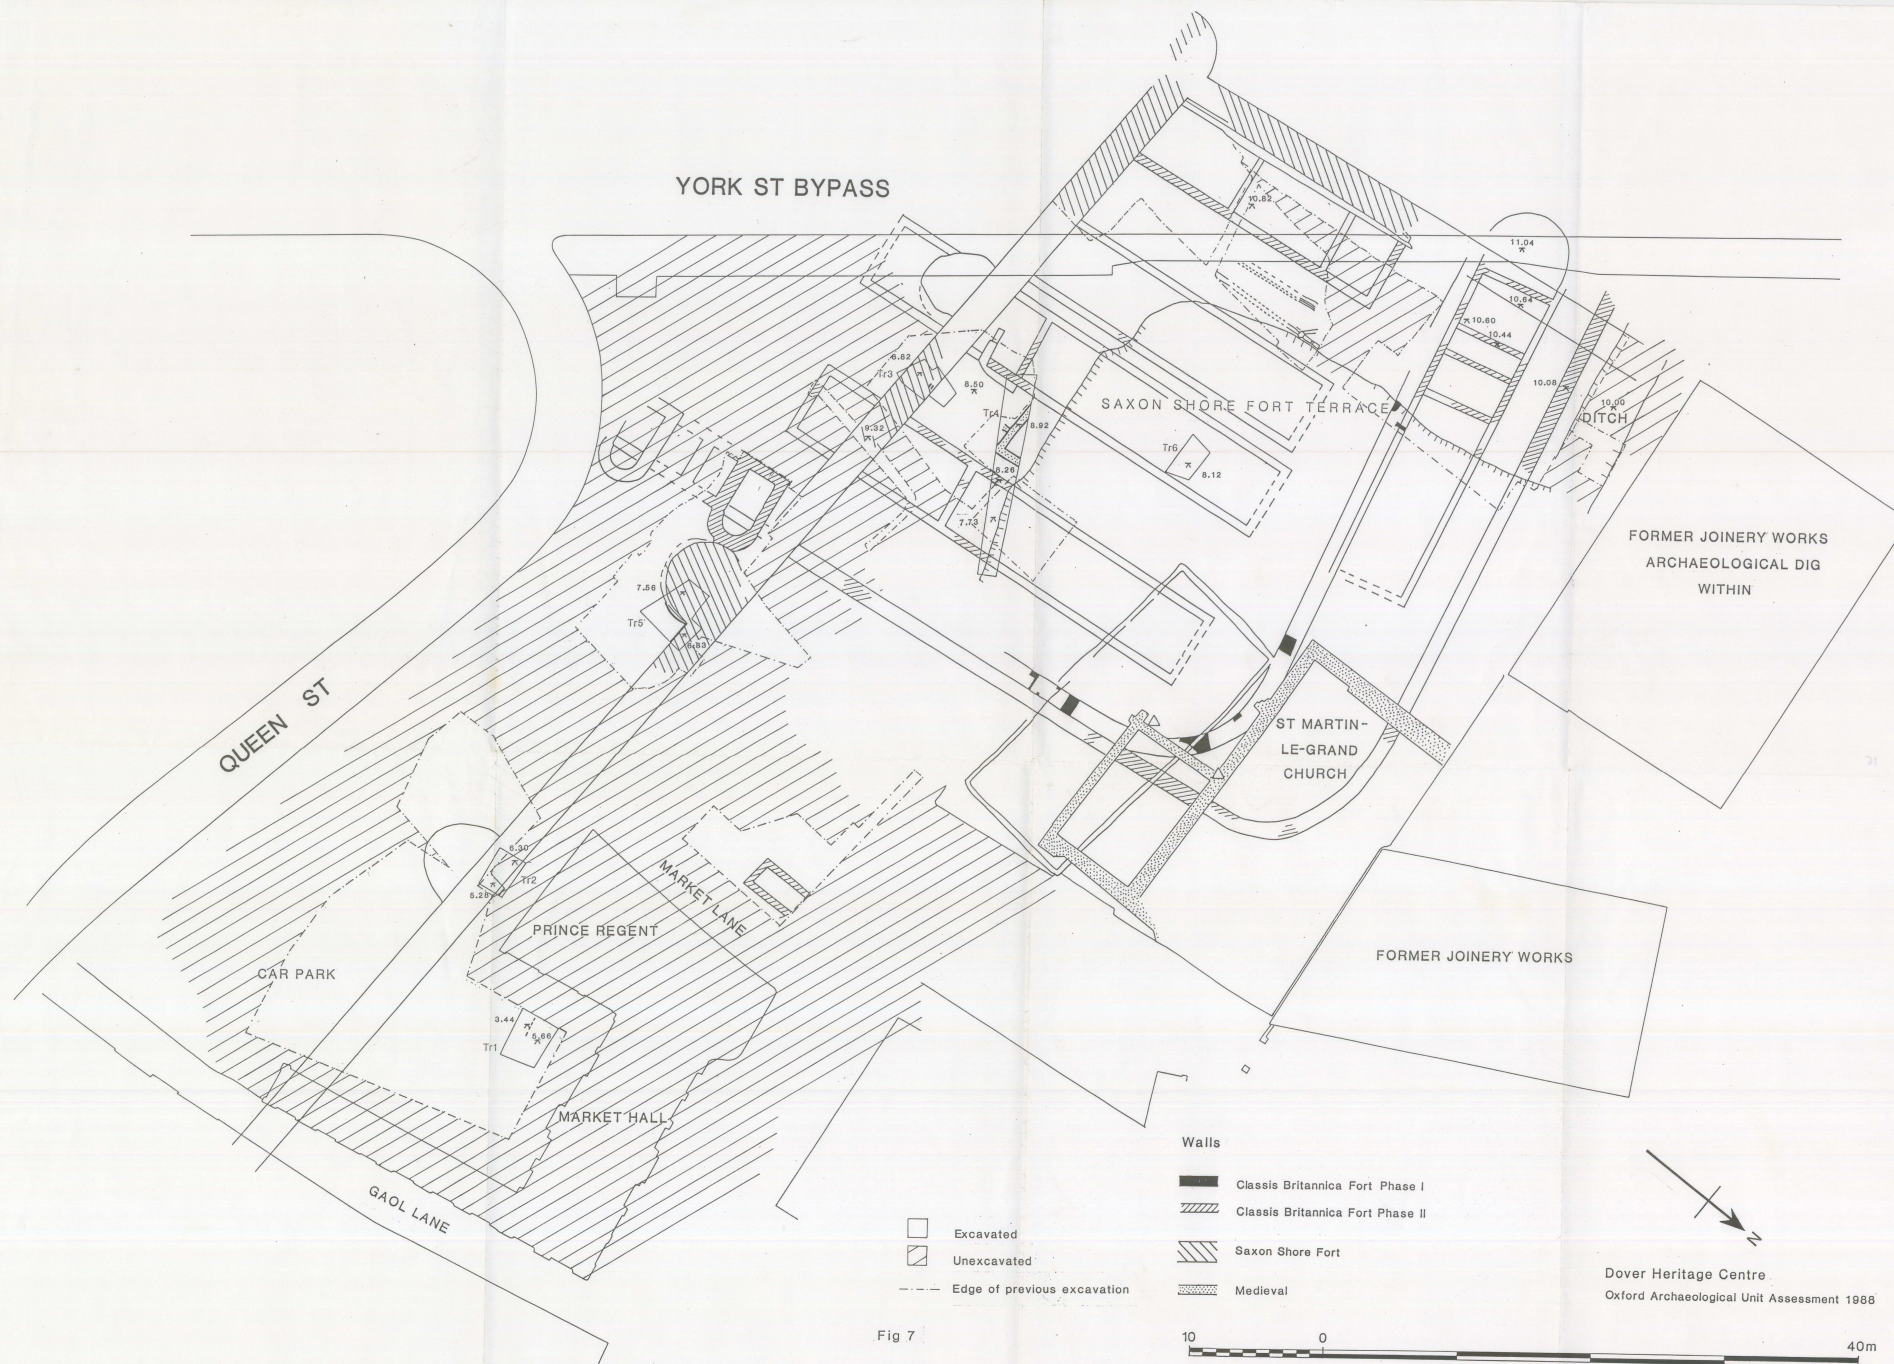 YORK ST BYPASS
10.82
11.04
10.64
10.60
10.44
10.08
10.00
DITCH
6.82
Tr3
8.50
SAXON SHORE FORT TERRACE
Tr4
8.92
9.32
Tr6
8.12
8.26
7.73
FORMER JOINERY WORKS
ARCHAEOLOGICAL DIG
WITHIN
7.56
Tr5
6.83
QUEEN ST
ST MARTIN-
LE-GRAND
CHURCH
6.30
Tr2
5.28
MARKET LANE
PRINCE REGENT
CAR PARK
FORMER JOINERY WORKS
3.44
5.66
Tr1
MARKET HALL
GAOL LANE
Walls
Classis Britannica Fort Phase I
Classis Britannica Fort Phase II
Saxon Shore Fort
Medieval
Excavated
Unexcavated
Edge of previous excavation
N
Dover Heritage Centre
Oxford Archaeological Unit Assessment 1988
Fig 7
10 0 40m